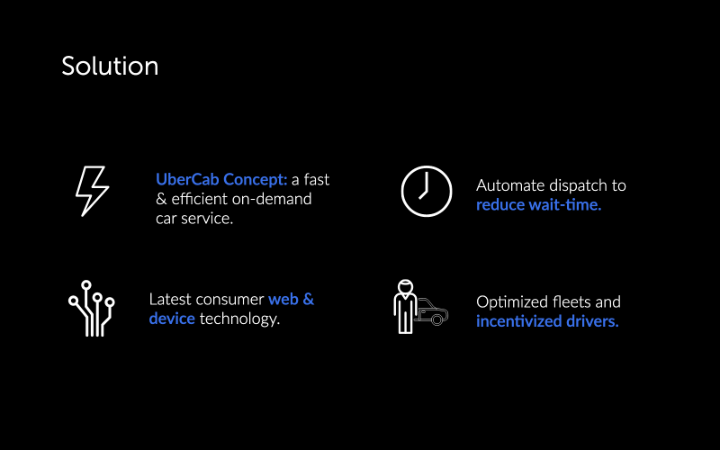 Solution
UberCab Concept: a fast
& efficient on-demand
car service.
Automate dispatch to
reduce wait-time.
Latest consumer web &
device technology.
Optimized fleets and
incentivized drivers.